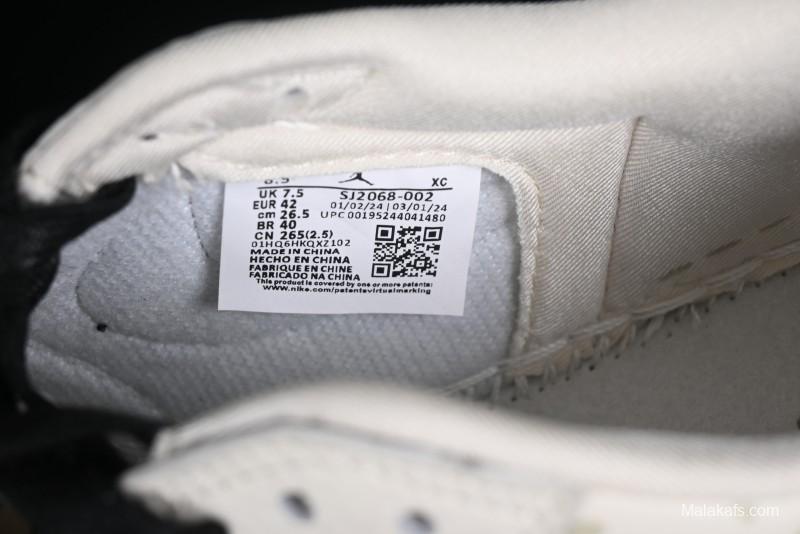 8.5 XC
UK 7.5 SJ2068-002
EUR 42 01/02/24 | 03/01/24
cm 26.5 UPC 00195244041480
BR 40
CN 265(2.5)
01HQ6HKQXZ102
MADE IN CHINA
HECHO EN CHINA
FABRIQUE EN CHINE
FABRICADO NA CHINA
This product is covered by one or more patents:
www.nike.com/patentsvirtualmarking
Malakafs.com